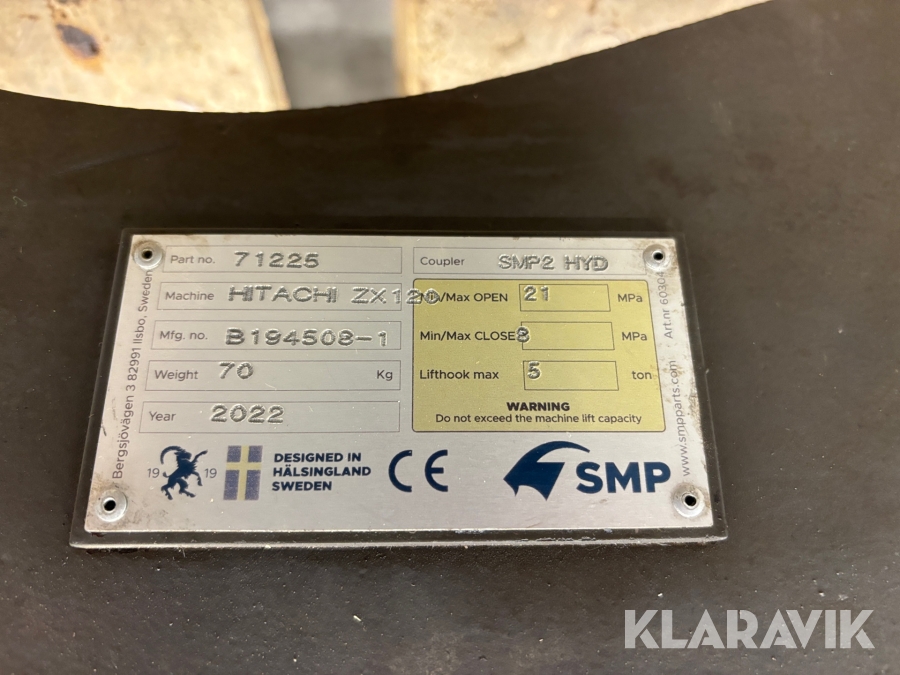 Part no. 71225
Machine HITACHI ZX120
Mfg. no. B194508-1
Weight 70 Kg
Year 2022
Coupler SMP2 HYD
Min/Max OPEN 21 MPa
Min/Max CLOSE 8 MPa
Lifthook max 5 ton
WARNING
Do not exceed the machine lift capacity
Bergsjövägen 3 82991 Ilsbo, Sweden
www.smpparts.com
19 19
DESIGNED IN
HÄLSINGLAND
SWEDEN
CE
SMP
KLARAVIK